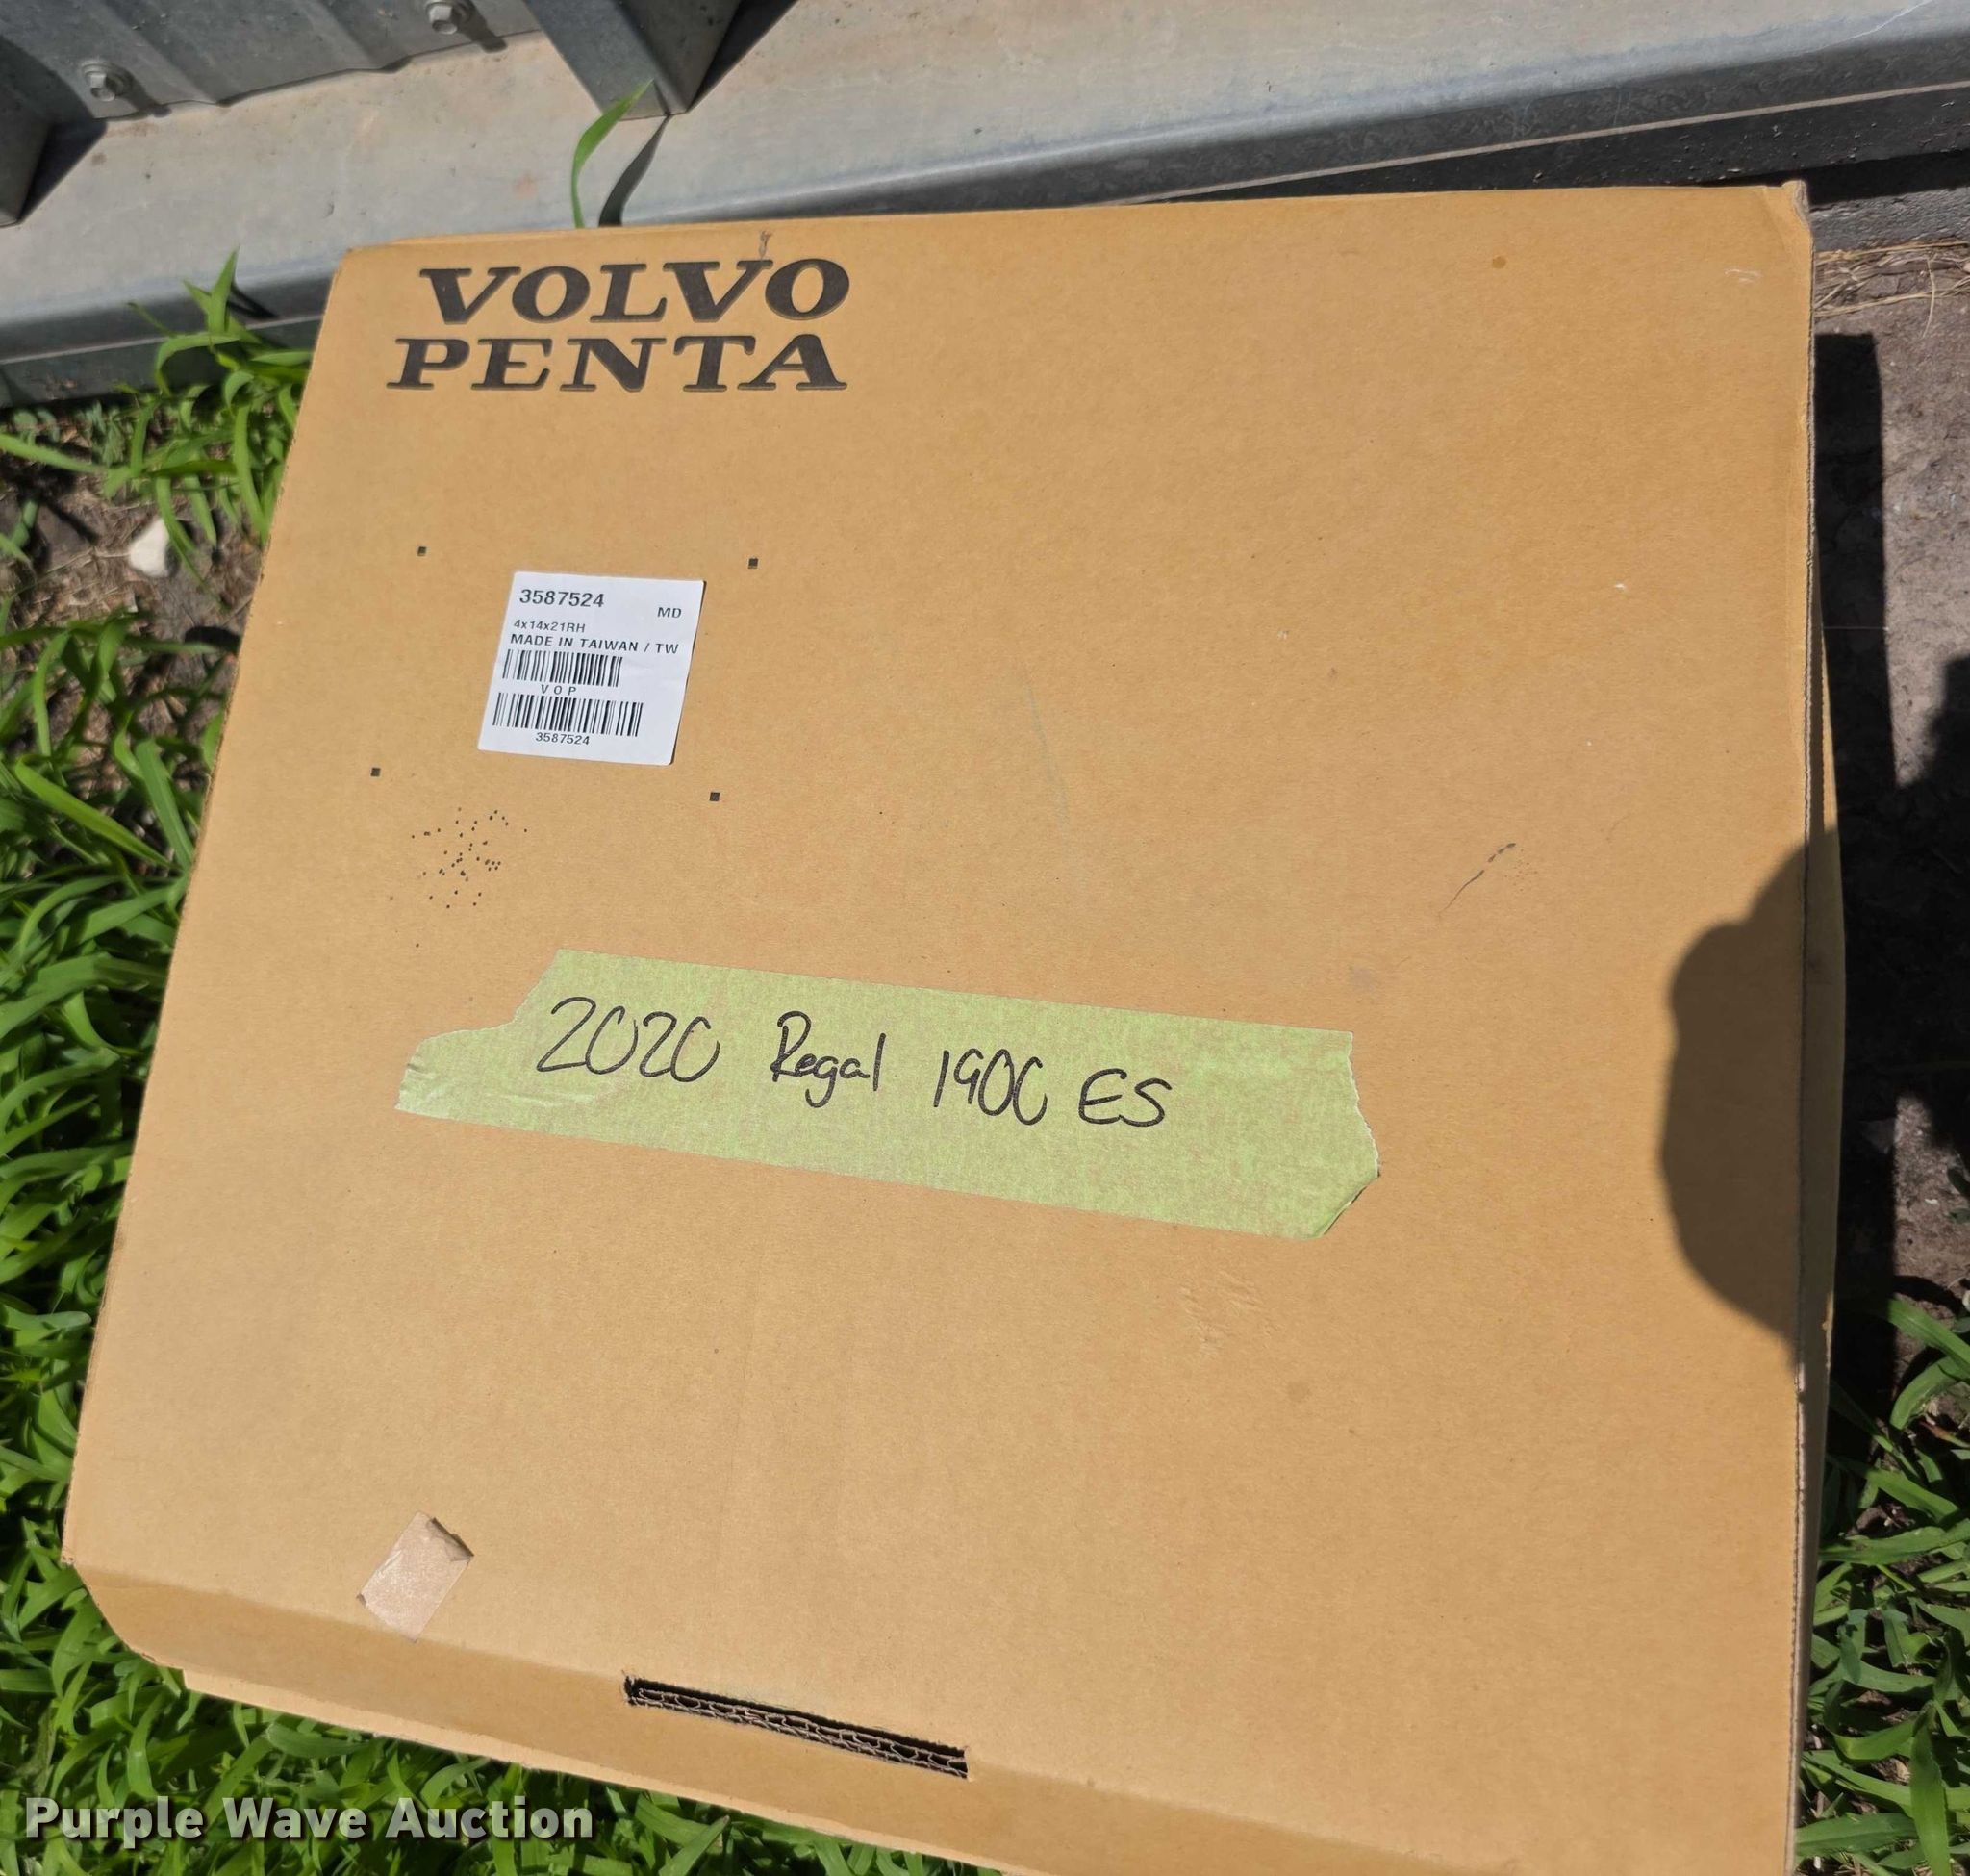 VOLVO
PENTA
3587524
MD
4x14x21RH
MADE IN TAIWAN / TW
VOP
3587524
2020 Regal 1900 ES
Purple Wave Auction